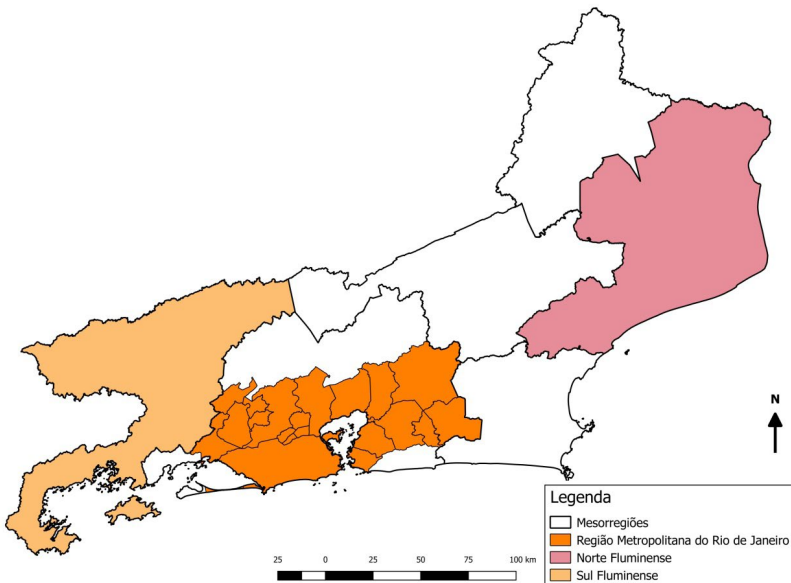 N
Legenda
Mesorregiões
Região Metropolitana do Rio de Janeiro
Norte Fluminense
Sul Fluminense
25 0 25 50 75 100 km